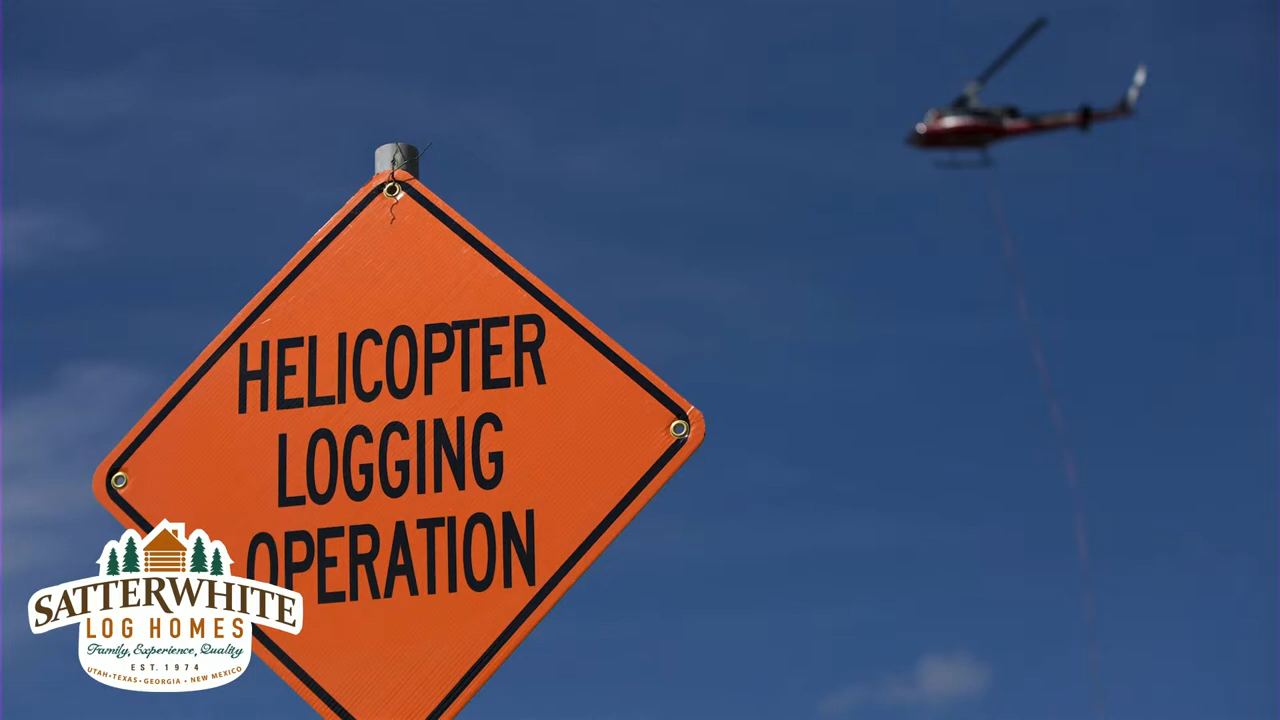 HELICOPTER
LOGGING
OPERATION
SATTERWHITE
LOG HOMES
Family, Experience, Quality
EST. 1974
UTAH • TEXAS • GEORGIA • NEW MEXICO